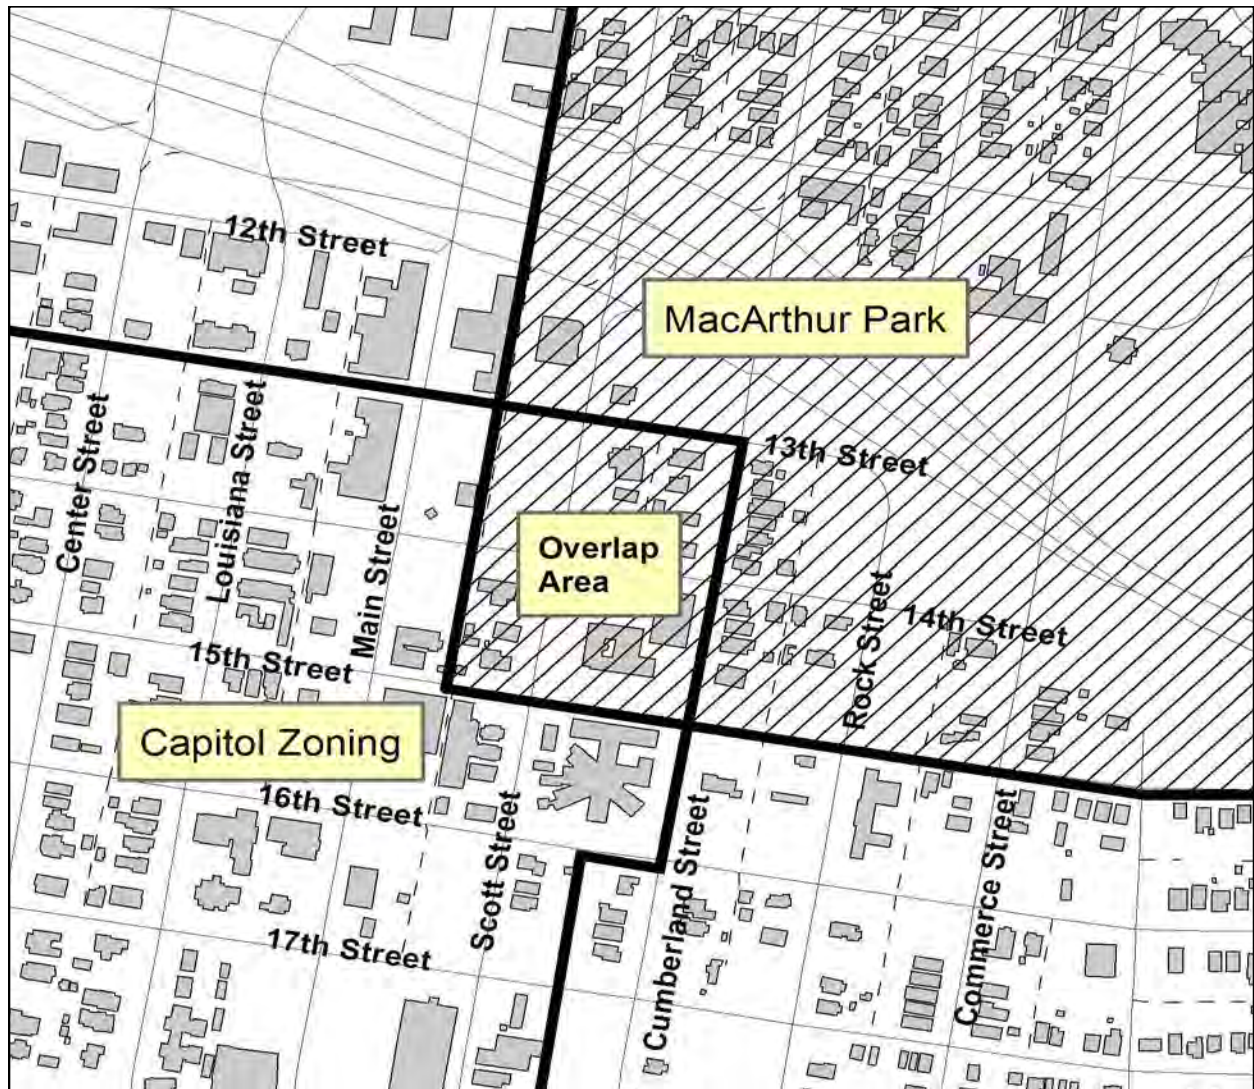 12th Street
MacArthur Park
Center Street
Louisiana Street
Main Street
13th Street
Overlap
Area
14th Street
Rock Street
15th Street
Capitol Zoning
16th Street
Scott Street
Cumberland Street
Commerce Street
17th Street